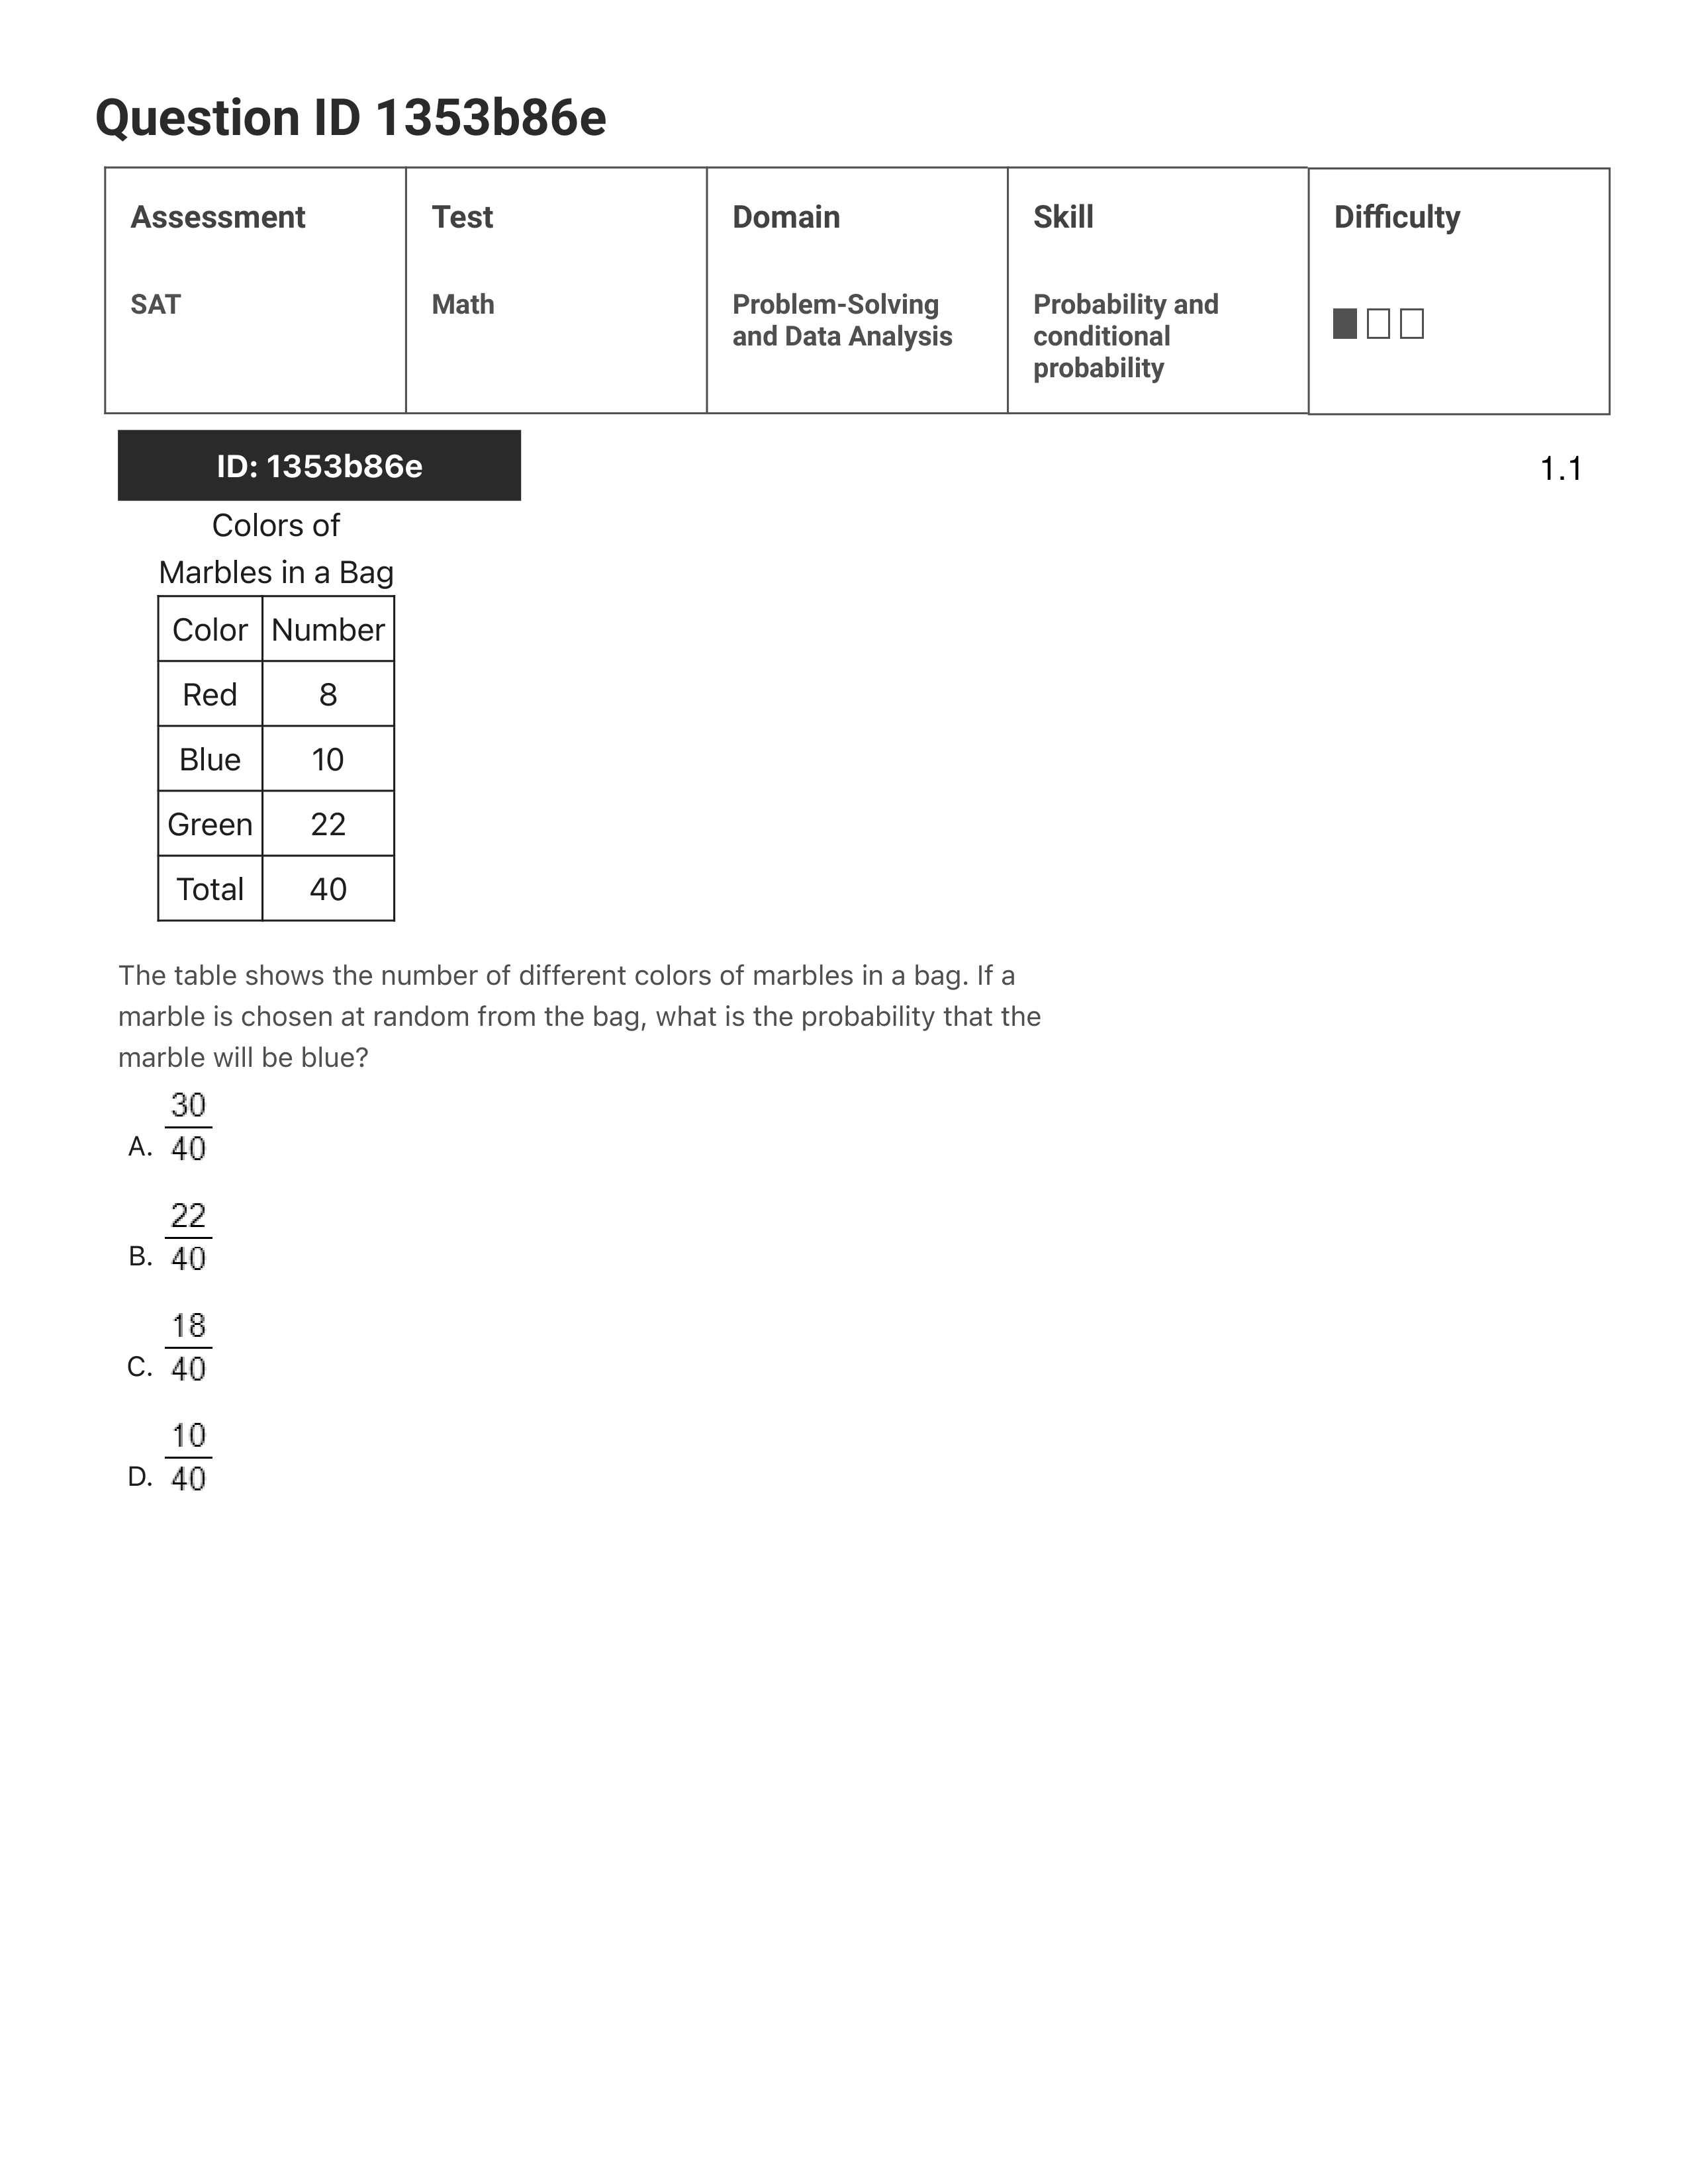 Question ID 1353b86e
Assessment Test Domain Skill Difficulty
SAT Math Problem-Solving and Data Analysis Probability and conditional probability
ID: 1353b86e 1.1
Colors of
Marbles in a Bag
Color Number
Red 8
Blue 10
Green 22
Total 40
The table shows the number of different colors of marbles in a bag. If a
marble is chosen at random from the bag, what is the probability that the
marble will be blue?
A. 30/40
B. 22/40
C. 18/40
D. 10/40